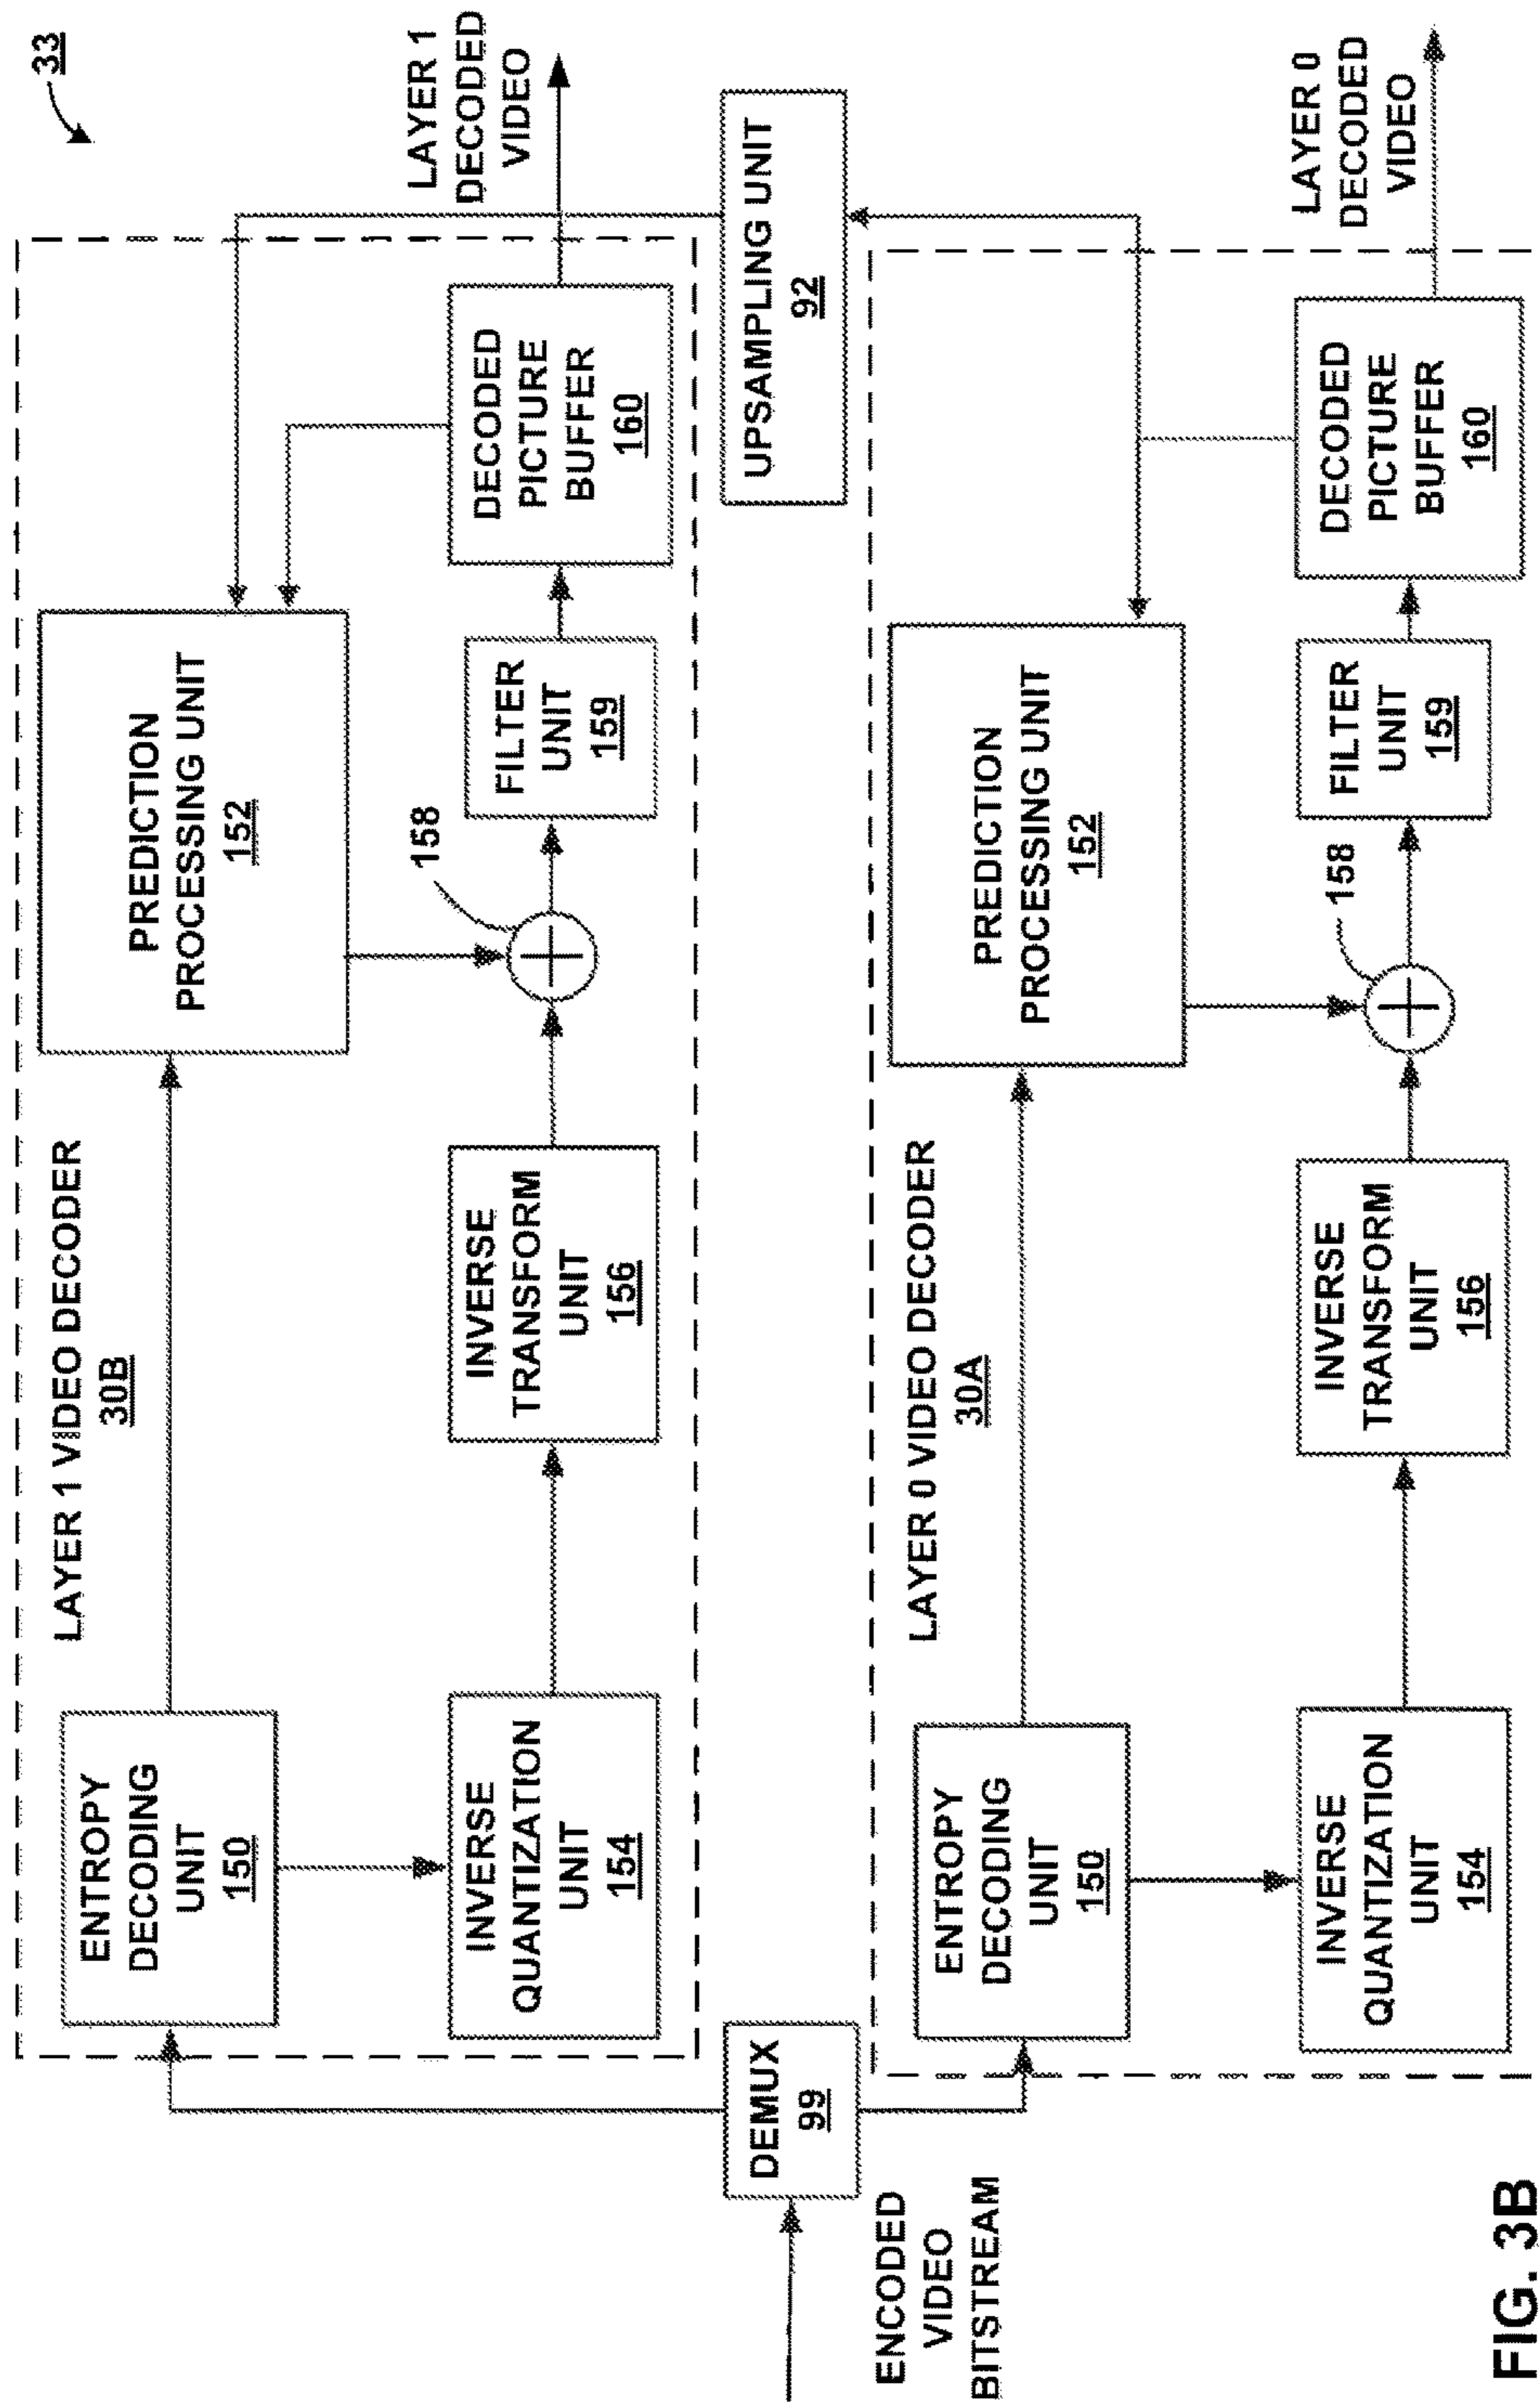 33
LAYER 1 VIDEO DECODER
30B
ENTROPY
DECODING
UNIT
150
PREDICTION
PROCESSING UNIT
152
INVERSE
QUANTIZATION
UNIT
154
INVERSE
TRANSFORM
UNIT
156
158
FILTER
UNIT
159
DECODED
PICTURE
BUFFER
160
LAYER 1
DECODED
VIDEO
DEMUX
99
UPSAMPLING UNIT
92
ENCODED
VIDEO
BITSTREAM
LAYER 0 VIDEO DECODER
30A
ENTROPY
DECODING
UNIT
150
PREDICTION
PROCESSING UNIT
152
INVERSE
QUANTIZATION
UNIT
154
INVERSE
TRANSFORM
UNIT
156
158
FILTER
UNIT
159
DECODED
PICTURE
BUFFER
160
LAYER 0
DECODED
VIDEO
FIG. 3B